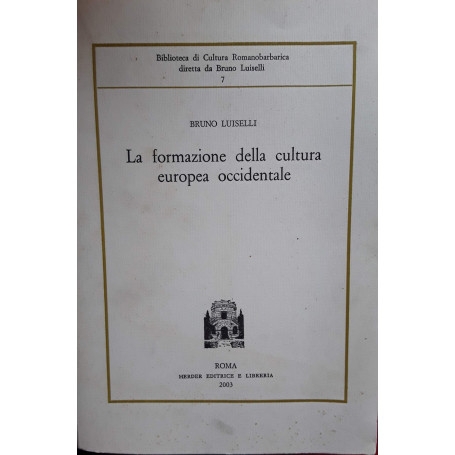 Biblioteca di Cultura Romanobarbarica
diretta da Bruno Luiselli
7
BRUNO LUISELLI
La formazione della cultura
europea occidentale
ROMA
HERDER EDITRICE E LIBRERIA
2003